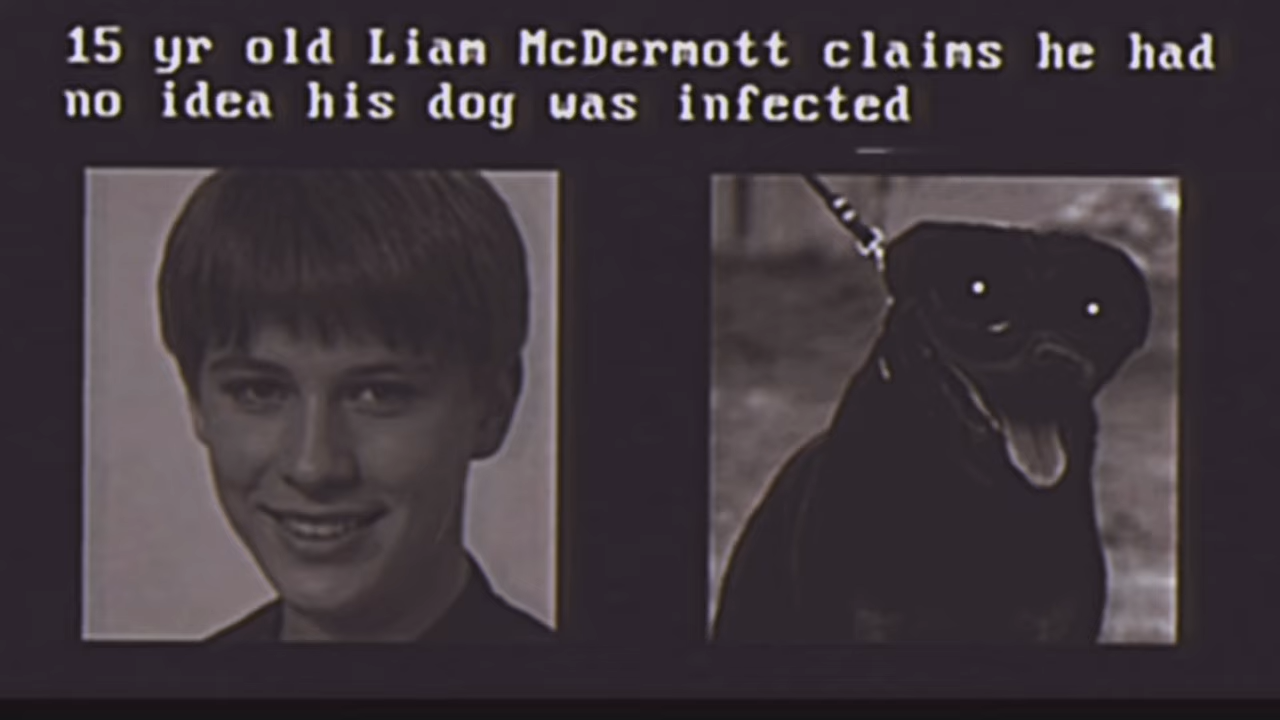 15 yr old Liam McDermott claims he had
no idea his dog was infected